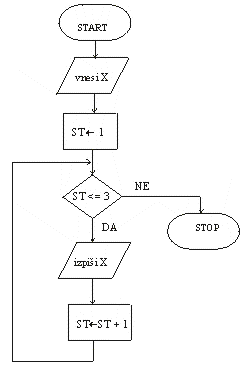 START
vnesi X
ST← 1
ST <= 3
NE
STOP
DA
izpiši X
ST←ST + 1